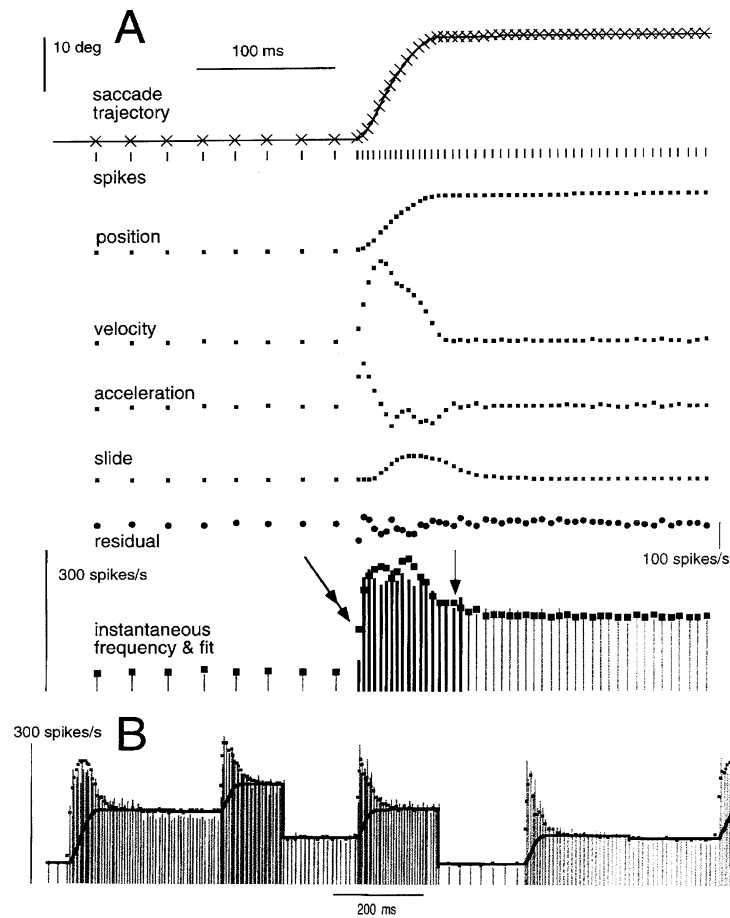 A
10 deg
100 ms
saccade
trajectory
spikes
position
velocity
acceleration
slide
residual
100 spikes/s
300 spikes/s
instantaneous
frequency & fit
300 spikes/s
B
200 ms